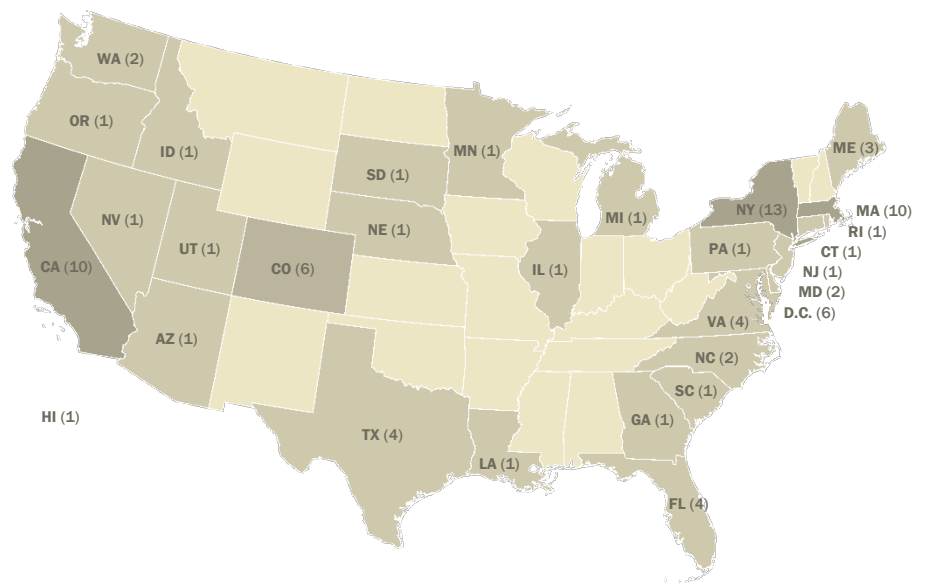 WA (2)
OR (1)
ID (1)
MN (1)
ME (3)
SD (1)
NV (1)
NE (1)
MI (1)
NY (13)
MA (10)
RI (1)
UT (1)
CO (6)
IL (1)
PA (1)
CT (1)
CA (10)
NJ (1)
MD (2)
D.C. (6)
AZ (1)
VA (4)
NC (2)
SC (1)
HI (1)
GA (1)
TX (4)
LA (1)
FL (4)